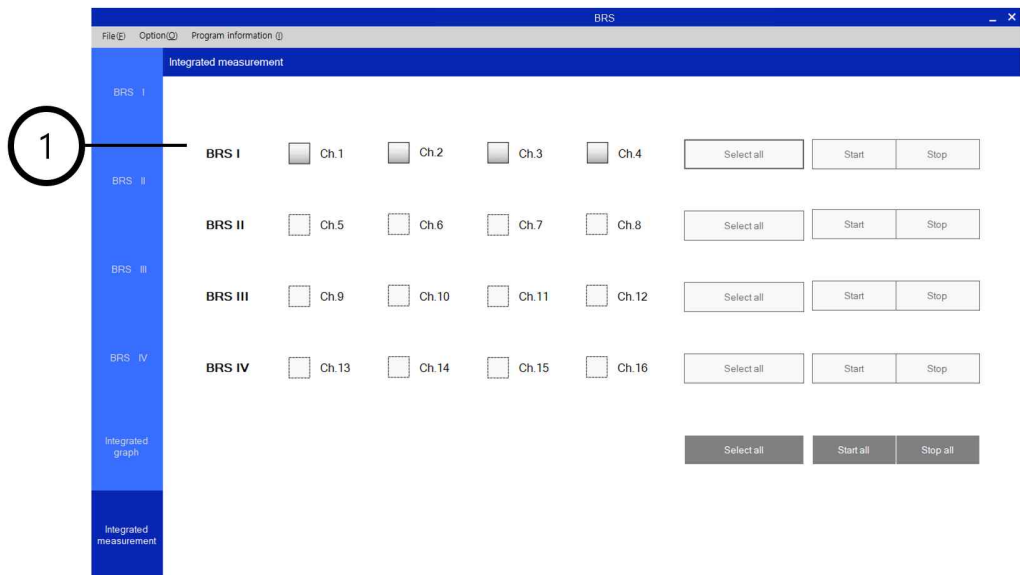 BRS
File(F) Option(O) Program information (I)
Integrated measurement
BRS I
1
BRS I Ch.1 Ch.2 Ch.3 Ch.4 Select all Start Stop
BRS II
BRS II Ch.5 Ch.6 Ch.7 Ch.8 Select all Start Stop
BRS III
BRS III Ch.9 Ch.10 Ch.11 Ch.12 Select all Start Stop
BRS IV
BRS IV Ch.13 Ch.14 Ch.15 Ch.16 Select all Start Stop
Integrated
graph
Select all Start all Stop all
Integrated
measurement